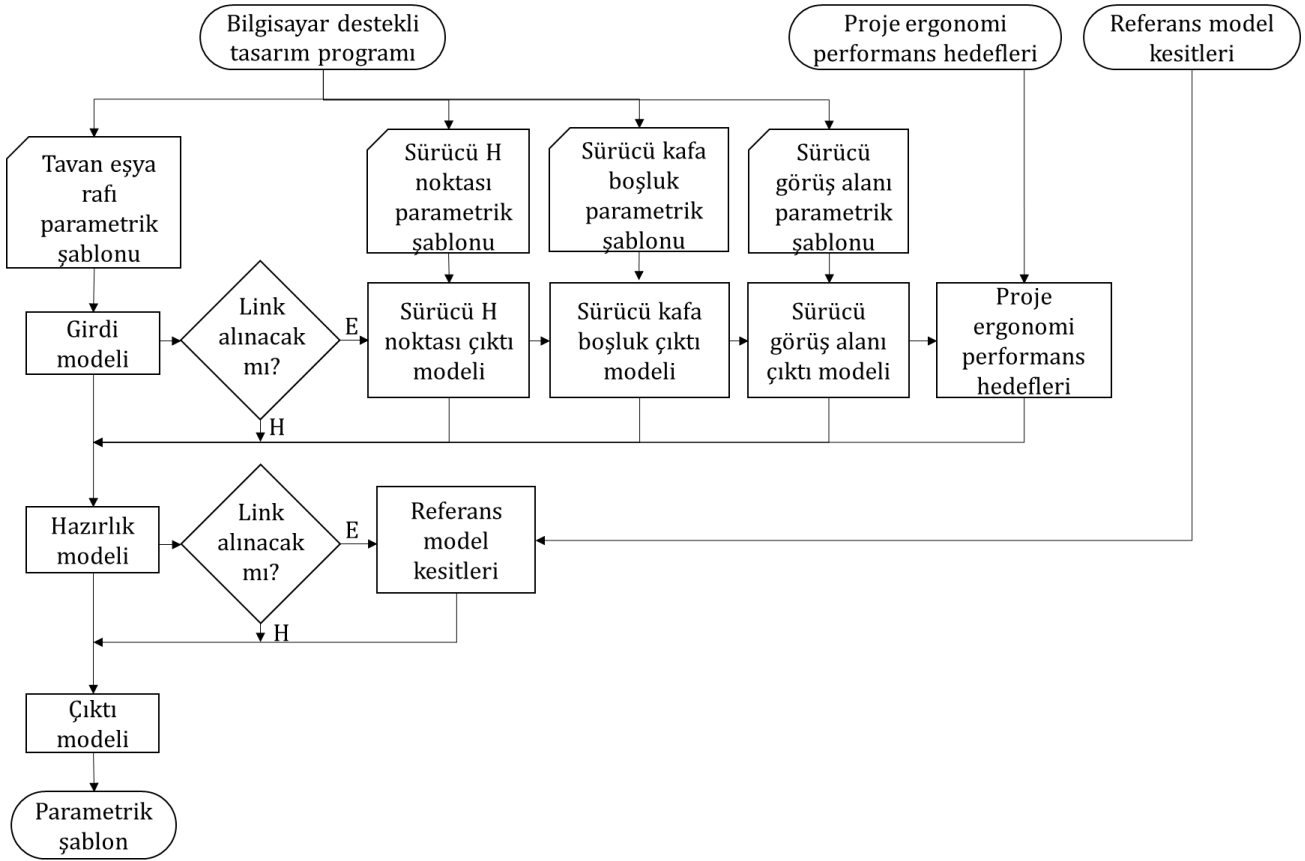 Bilgisayar destekli
tasarım programı
Proje ergonomi
performans hedefleri
Referans model
kesitleri
Tavan eşya
rafı
parametrik
şablonu
Sürücü H
noktası
parametrik
şablonu
Sürücü kafa
boşluk
parametrik
şablonu
Sürücü
görüş alanı
parametrik
şablonu
Girdi
modeli
Link
alınacak
mı?
E
H
Sürücü H
noktası çıktı
modeli
Sürücü kafa
boşluk çıktı
modeli
Sürücü
görüş alanı
çıktı modeli
Proje
ergonomi
performans
hedefleri
Hazırlık
modeli
Link
alınacak
mı?
E
H
Referans
model
kesitleri
Çıktı
modeli
Parametrik
şablon